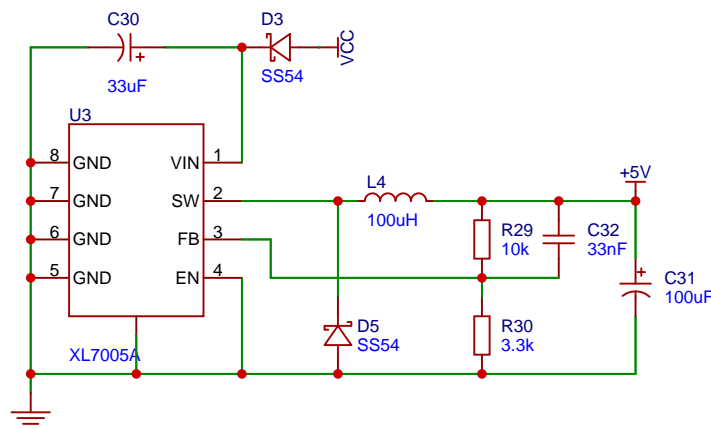 C30
D3
33uF
SS54
VCC
U3
8 GND VIN 1
7 GND SW 2
6 GND FB 3
5 GND EN 4
XL7005A
L4
100uH
+5V
R29
10k
C32
33nF
C31
100uF
D5
SS54
R30
3.3k